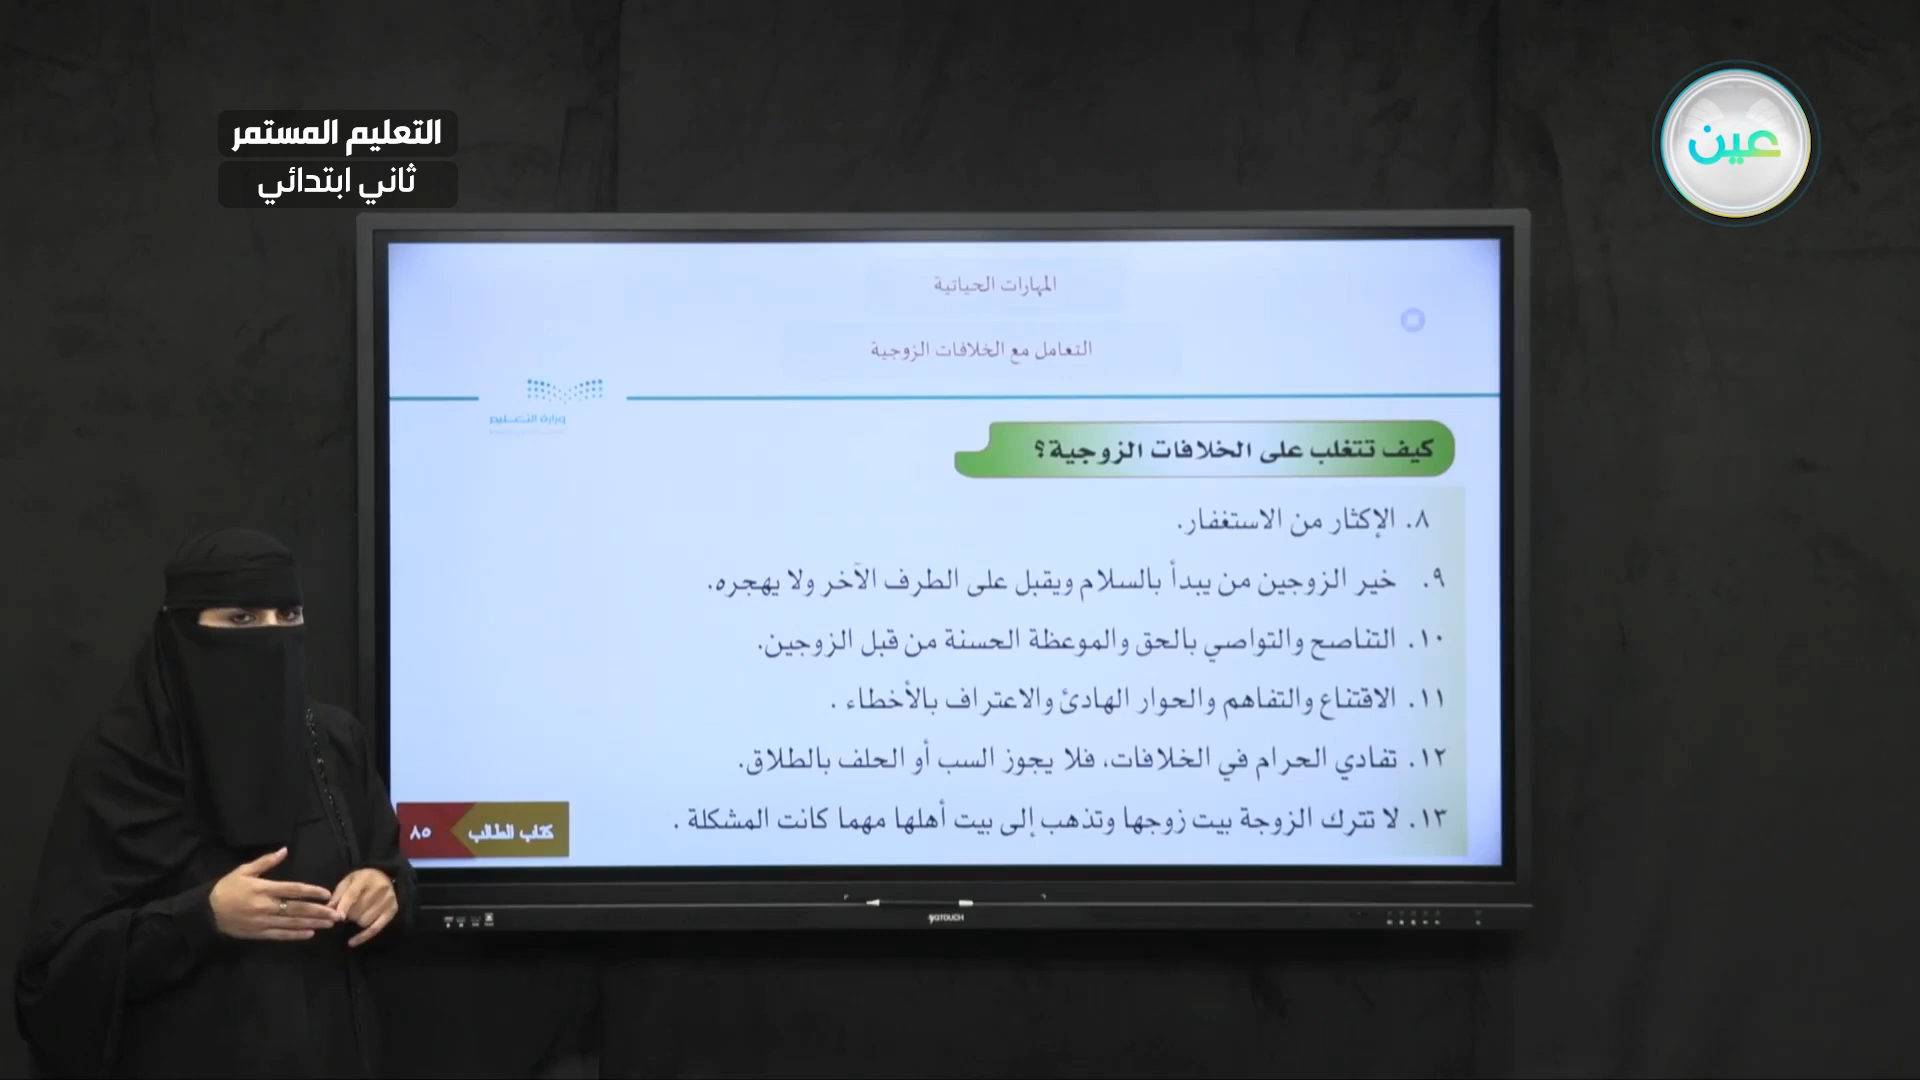 التعليم المستمر
ثاني ابتدائي
عين
المهارات الحياتية
التعامل مع الخلافات الزوجية
وزارة التعليم
كيف تتغلب على الخلافات الزوجية؟
٨. الإكثار من الاستغفار.
٩. خير الزوجين من يبدأ بالسلام ويقبل على الطرف الآخر ولا يهجره.
١٠. التناصح والتواصي بالحق والموعظة الحسنة من قبل الزوجين.
١١. الاقتناع والتفاهم والحوار الهادئ والاعتراف بالأخطاء .
١٢. تفادي الحرام في الخلافات، فلا يجوز السب أو الحلف بالطلاق.
١٣. لا تترك الزوجة بيت زوجها وتذهب إلى بيت أهلها مهما كانت المشكلة .
كتاب الطالب ٨٥